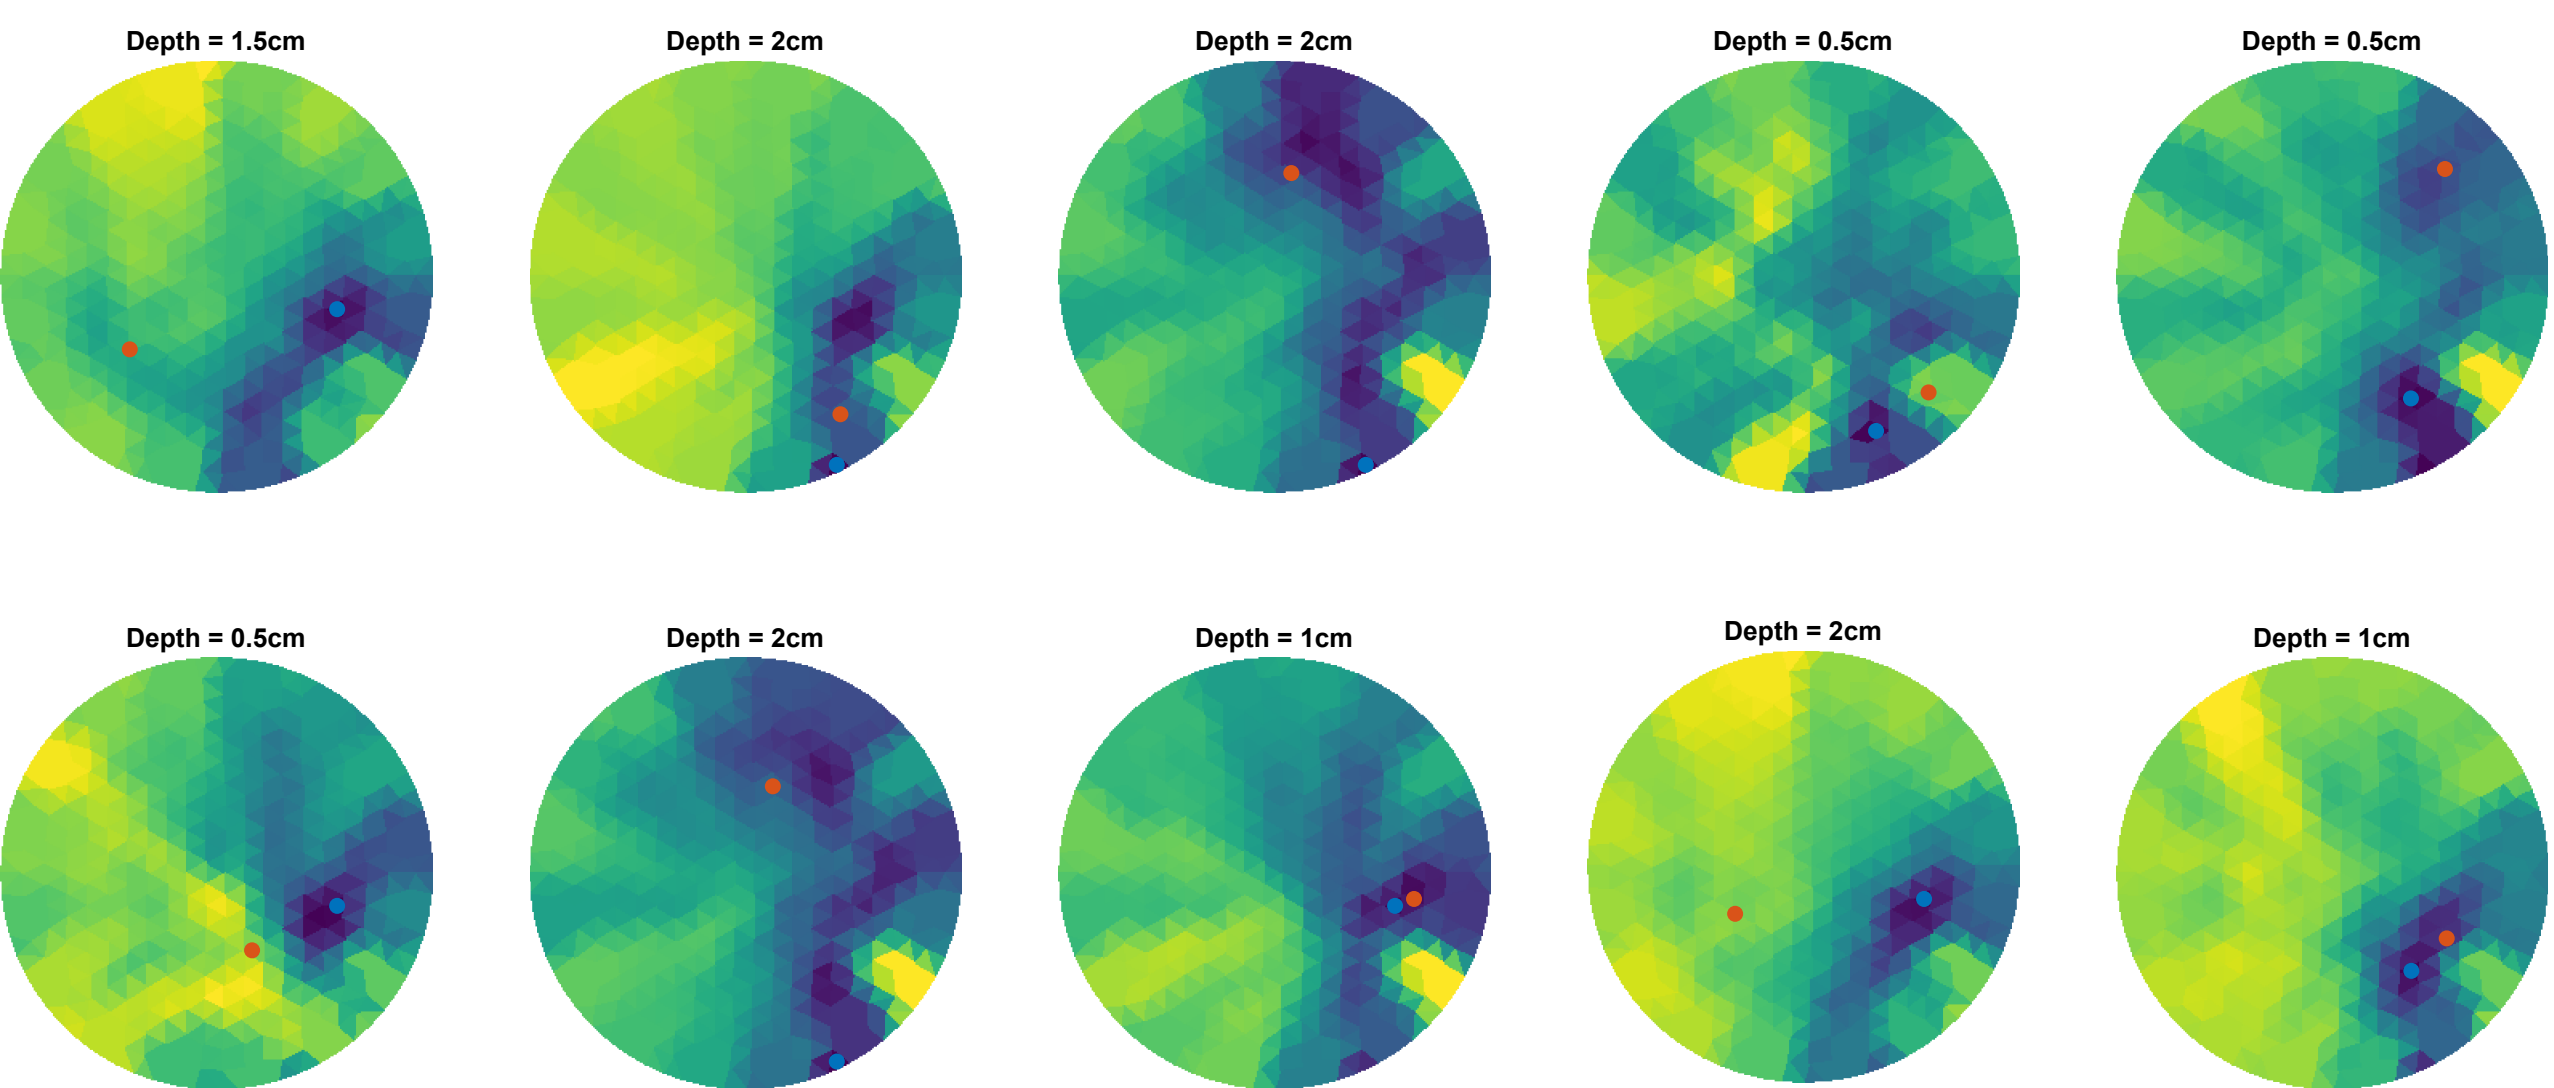 Depth = 1.5cm
Depth = 2cm
Depth = 2cm
Depth = 0.5cm
Depth = 0.5cm
Depth = 0.5cm
Depth = 2cm
Depth = 1cm
Depth = 2cm
Depth = 1cm